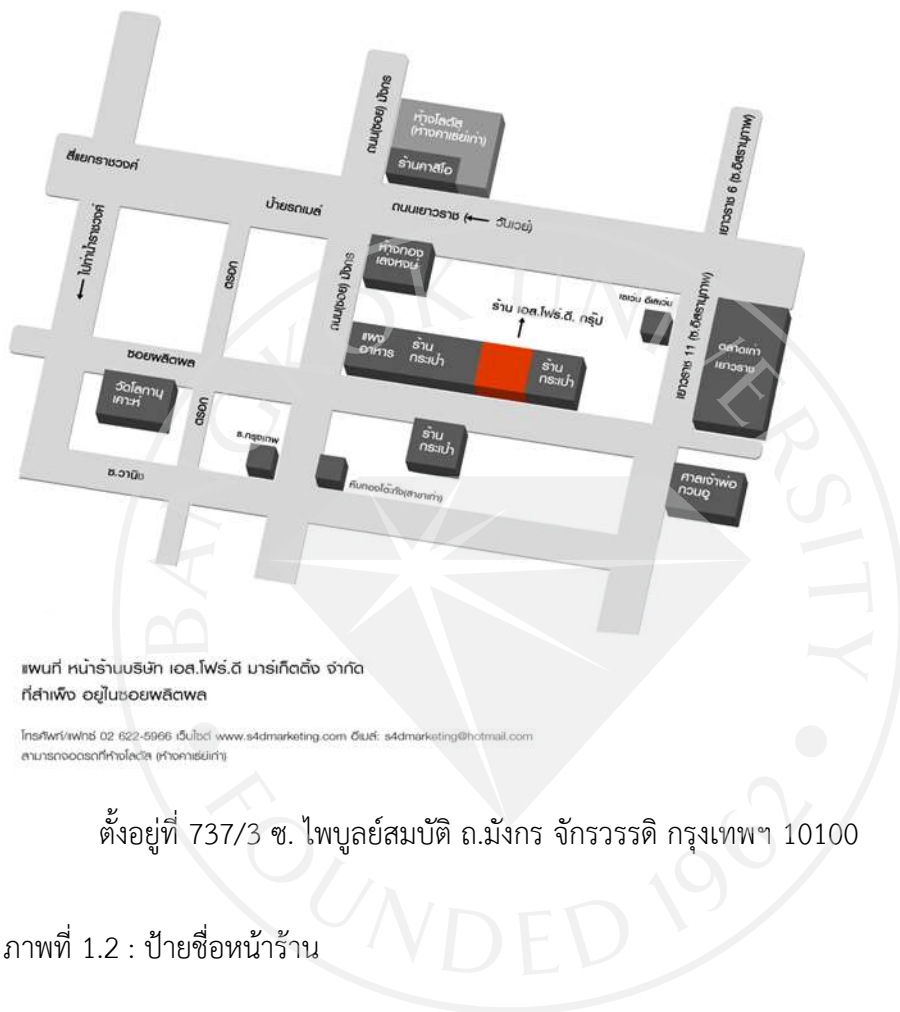 ถนน(ซอย) มังกร
ห้างโลตัส
(ห้างคาเธย์เก่า)
ร้านคาสิโอ
สี่แยกราชวงศ์
ป้ายรถเมล์
ถนนเยาวราช (← วันเวย์)
เยาวราช 6 (ซ.อิสรานุภาพ)
← ไปท่าน้ำราชวงศ์
ตรอก
ถนน(ซอย) มังกร
ห้างทอง
เลงหงษ์
ร้าน เอส.โฟร์.ดี. กรุ๊ป
เซเว่น อีเลเว่น
เยาวราช 11 (ซ.อิสรานุภาพ)
ตลาดเก่า
เยาวราช
แผง
อาหาร
ร้าน
กระเป๋า
ร้าน
กระเป๋า
ซอยผลิตผล
วัดโลกานุ
เคาะห์
ตรอก
ธ.กรุงเทพ
ร้าน
กระเป๋า
ซ.วานิช
หีบทองโต๊ะกัง(สาขาเก่า)
ศาลเจ้าพ่อ
กวนอู
แผนที่ หน้าร้านบริษัท เอส.โฟร์.ดี มาร์เก็ตติ้ง จำกัด
ที่สำเพ็ง อยู่ในซอยผลิตผล
โทรศัพท์/แฟกซ์ 02 622-5966 เว็บไซต์ www.s4dmarketing.com อีเมล์: s4dmarketing@hotmail.com
สามารถจอดรถที่ห้างโลตัส (ห้างคาเธย์เก่า)
ตั้งอยู่ที่ 737/3 ซ. ไพบูลย์สมบัติ ถ.มังกร จักรวรรดิ กรุงเทพฯ 10100
ภาพที่ 1.2 : ป้ายชื่อหน้าร้าน
BANGKOK UNIVERSITY
FOUNDED 1962